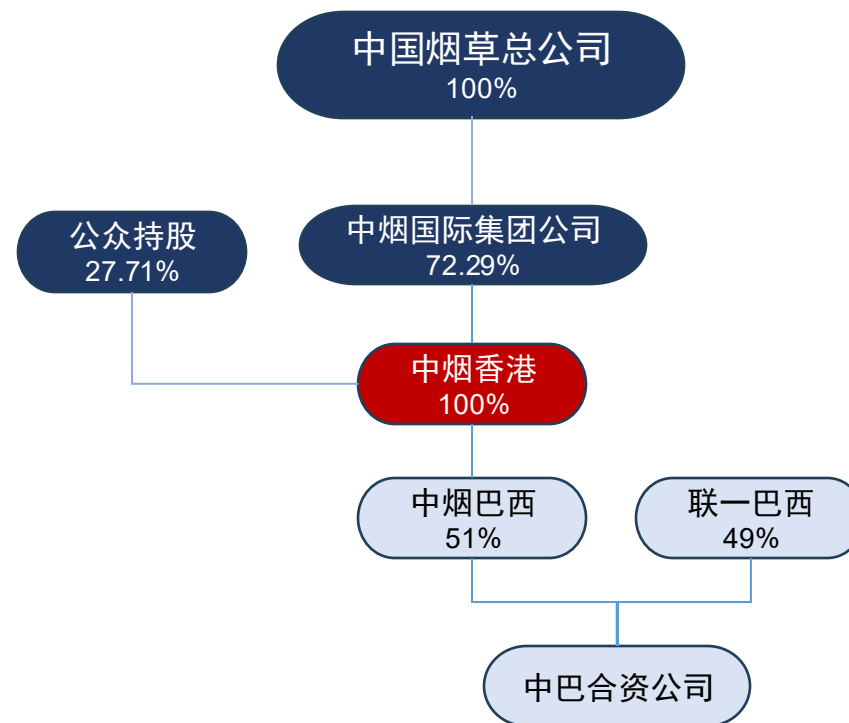 中国烟草总公司
100%
公众持股
27.71%
中烟国际集团公司
72.29%
中烟香港
100%
中烟巴西
51%
联一巴西
49%
中巴合资公司